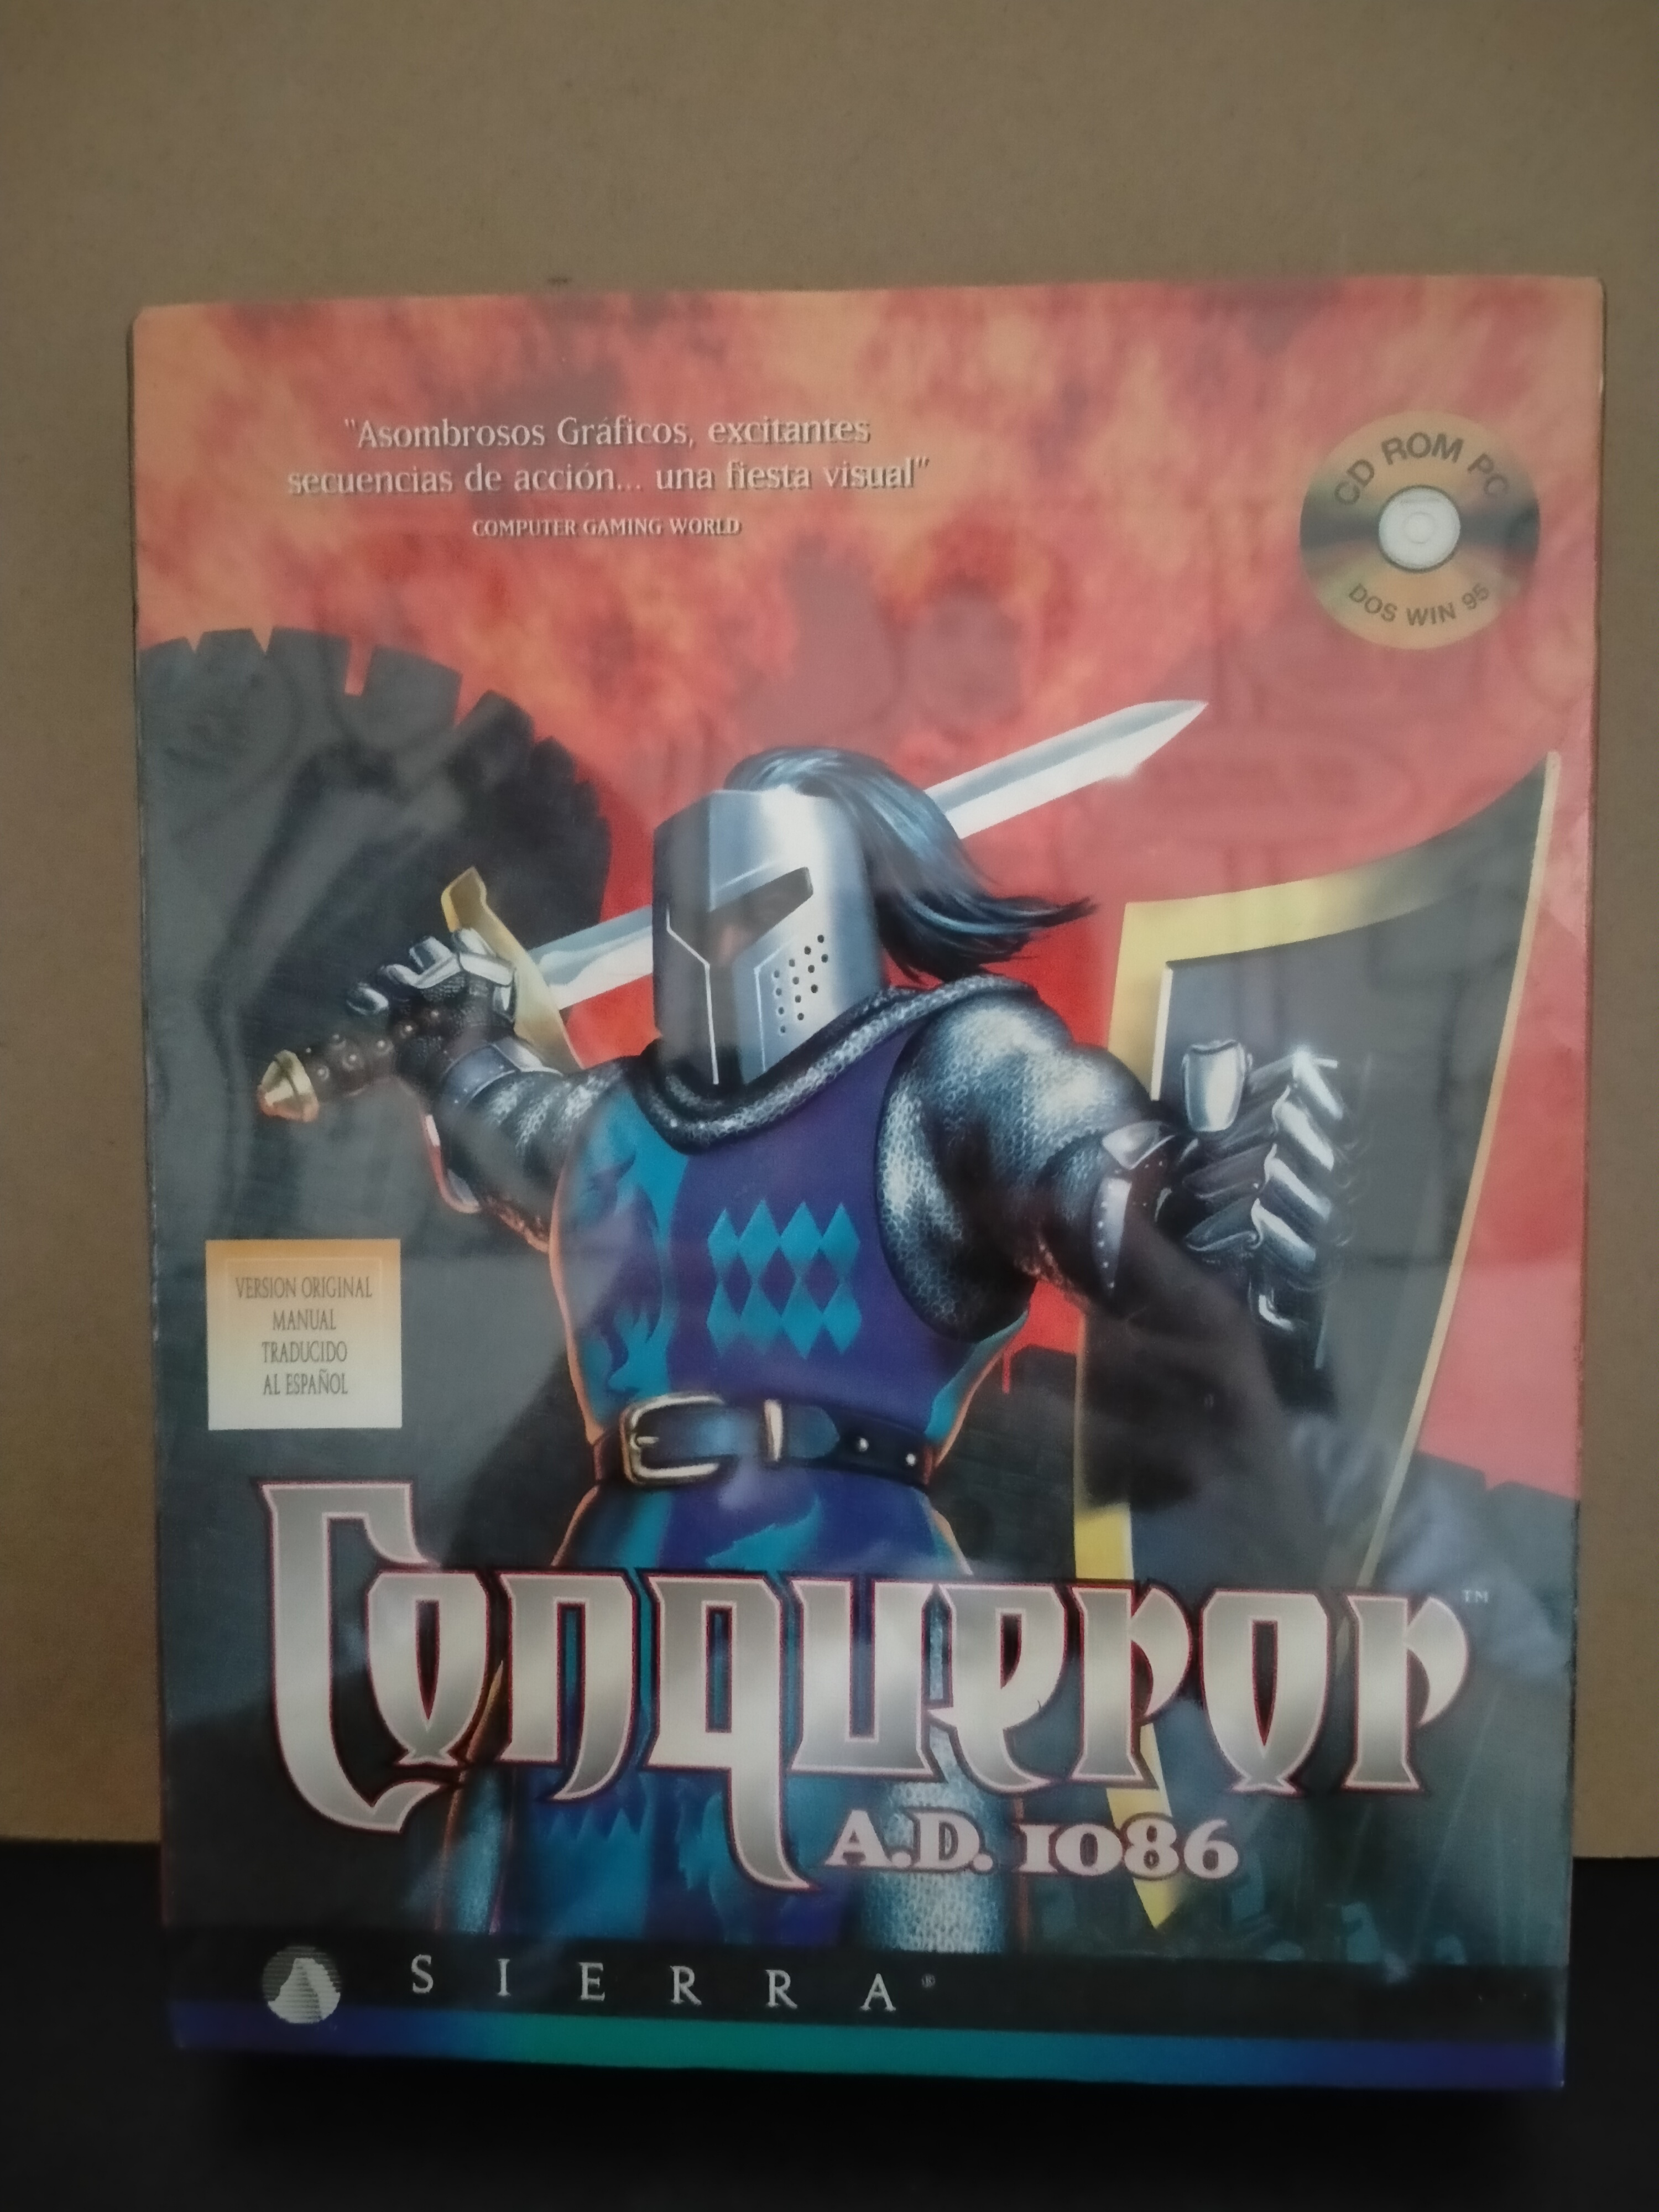 "Asombrosos Gráficos, excitantes
secuencias de acción... una fiesta visual"
COMPUTER GAMING WORLD
CD ROM PC
DOS WIN 95
VERSION ORIGINAL
MANUAL
TRADUCIDO
AL ESPAÑOL
Conqueror™
A.D. 1086
SIERRA®